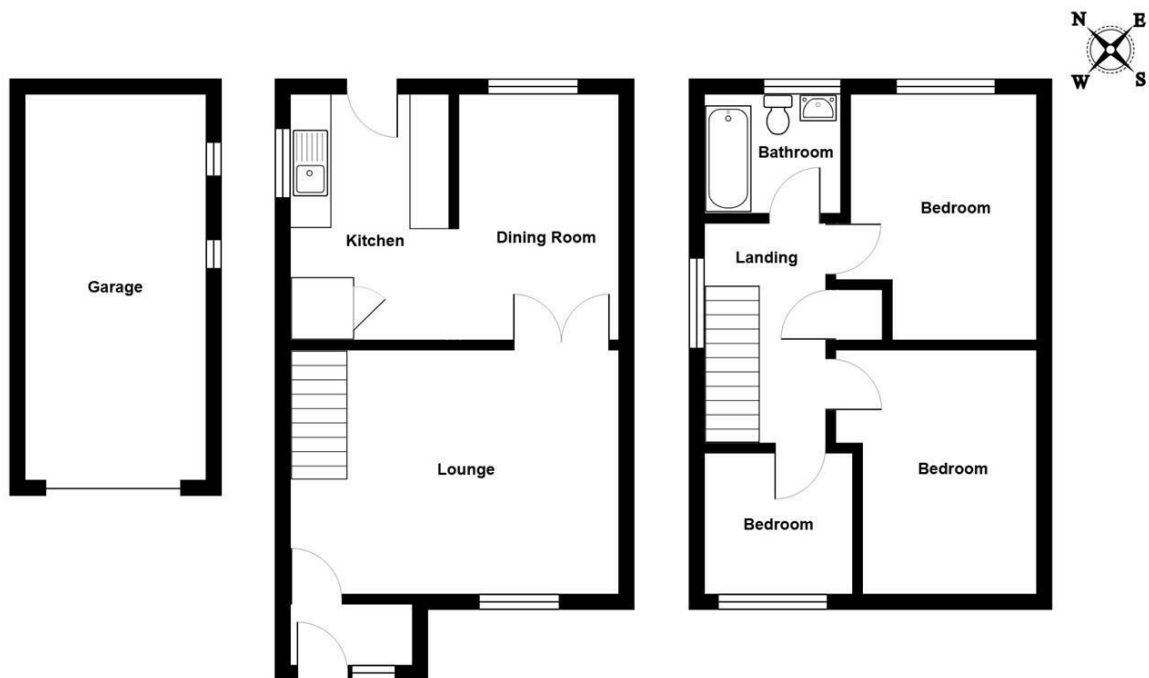 N E
W S
Bathroom
Bedroom
Kitchen
Dining Room
Landing
Garage
Lounge
Bedroom
Bedroom